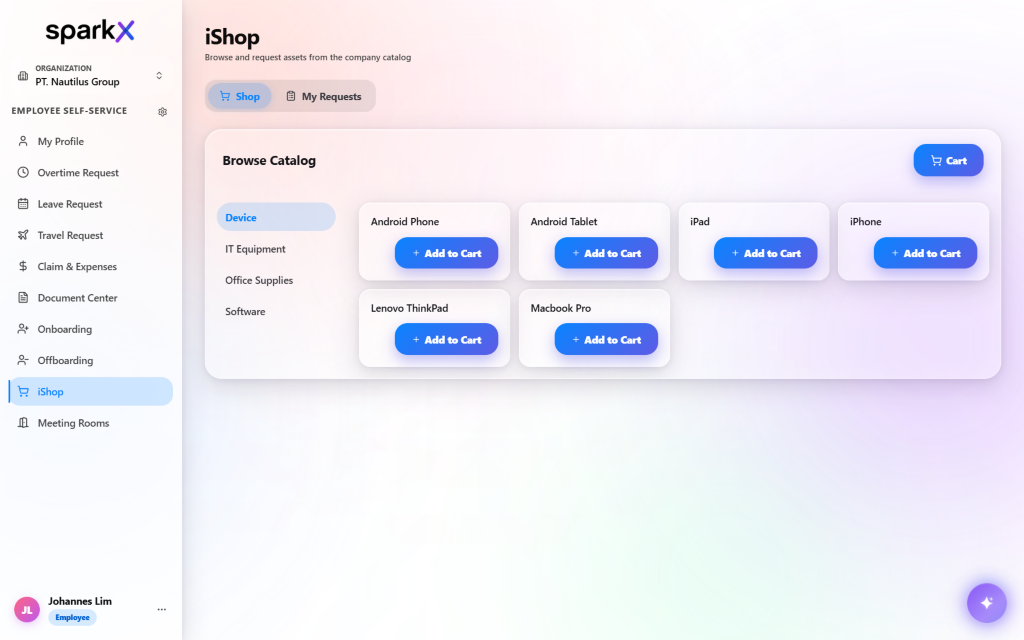 sparkX
ORGANIZATION
PT. Nautilus Group
EMPLOYEE SELF-SERVICE
My Profile
Overtime Request
Leave Request
Travel Request
Claim & Expenses
Document Center
Onboarding
Offboarding
iShop
Meeting Rooms
JL
Johannes Lim
Employee
iShop
Browse and request assets from the company catalog
Shop
My Requests
Browse Catalog
Cart
Device
IT Equipment
Office Supplies
Software
Android Phone
+ Add to Cart
Android Tablet
+ Add to Cart
iPad
+ Add to Cart
iPhone
+ Add to Cart
Lenovo ThinkPad
+ Add to Cart
Macbook Pro
+ Add to Cart